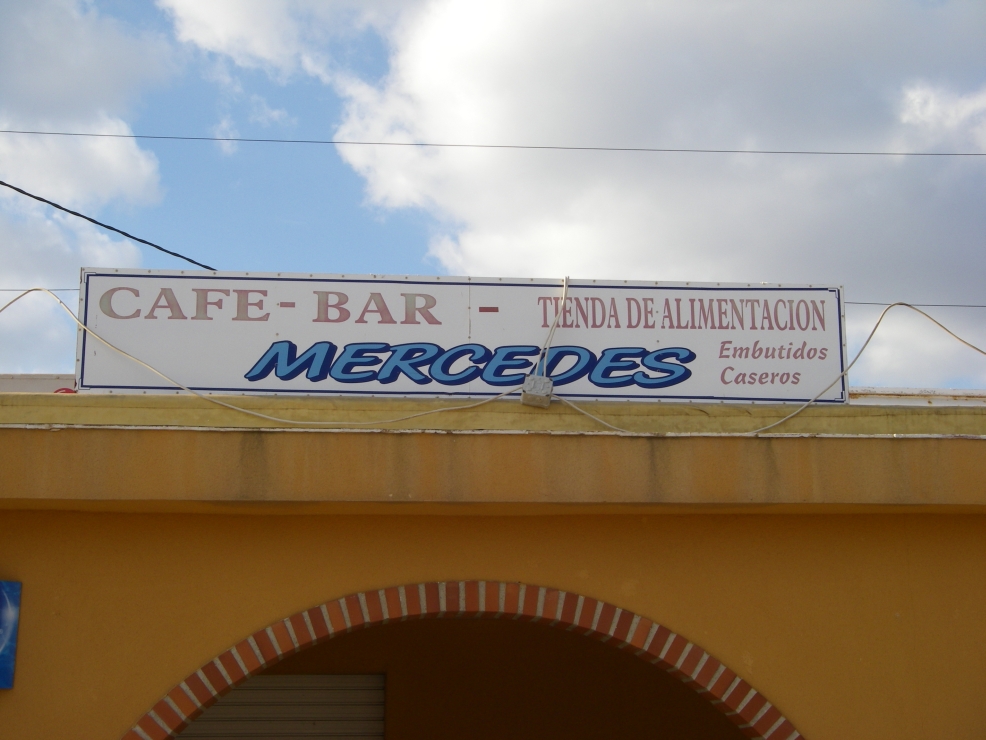 CAFE - BAR - TIENDA DE ALIMENTACION
MERCEDES
Embutidos
Caseros